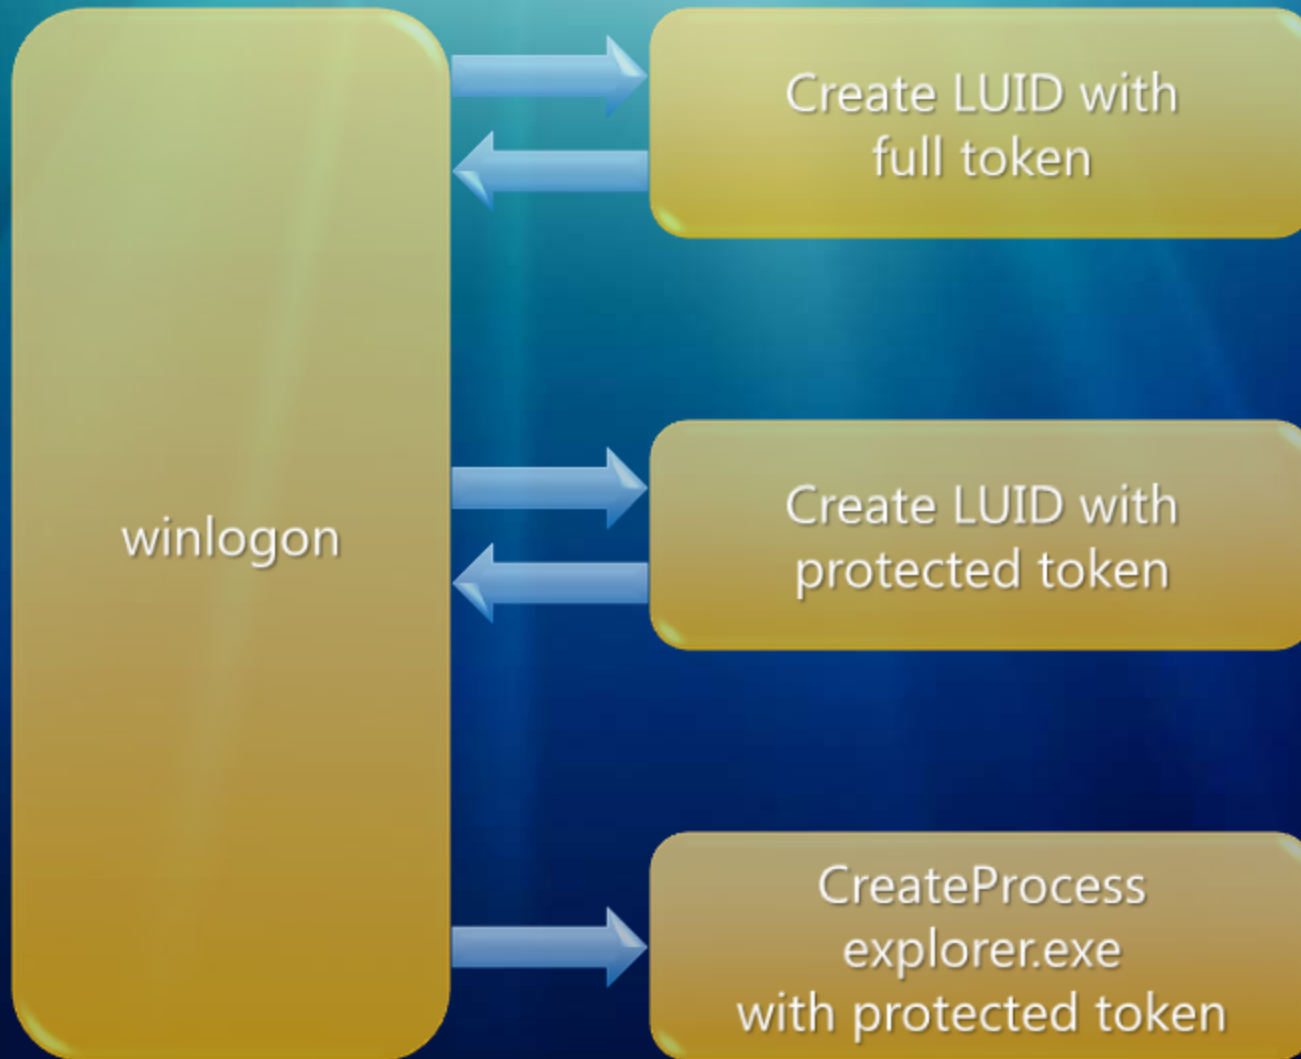 Create LUID with
full token
winlogon
Create LUID with
protected token
CreateProcess
explorer.exe
with protected token